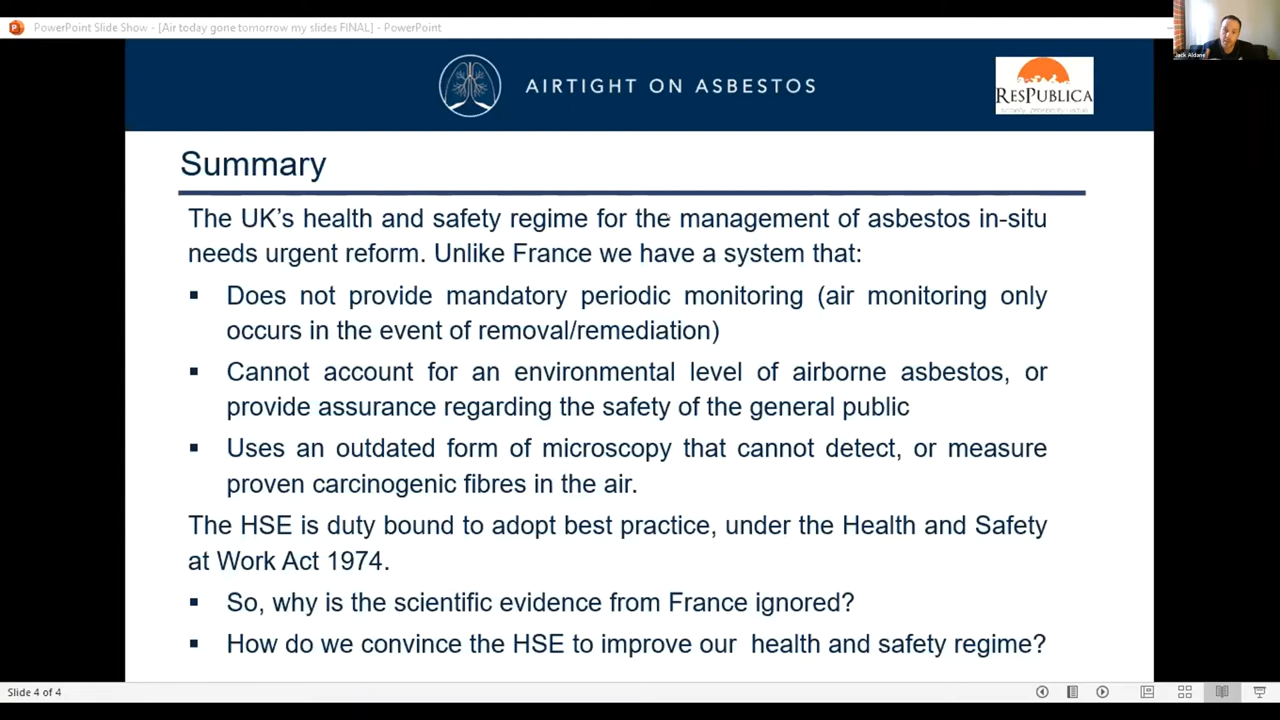 PowerPoint Slide Show - [Air today gone tomorrow my slides FINAL] - PowerPoint
Jack Aldane
AIRTIGHT ON ASBESTOS
RESPUBLICA
Summary
The UK's health and safety regime for the management of asbestos in-situ
needs urgent reform. Unlike France we have a system that:
▪ Does not provide mandatory periodic monitoring (air monitoring only
occurs in the event of removal/remediation)
▪ Cannot account for an environmental level of airborne asbestos, or
provide assurance regarding the safety of the general public
▪ Uses an outdated form of microscopy that cannot detect, or measure
proven carcinogenic fibres in the air.
The HSE is duty bound to adopt best practice, under the Health and Safety
at Work Act 1974.
▪ So, why is the scientific evidence from France ignored?
▪ How do we convince the HSE to improve our  health and safety regime?
Slide 4 of 4